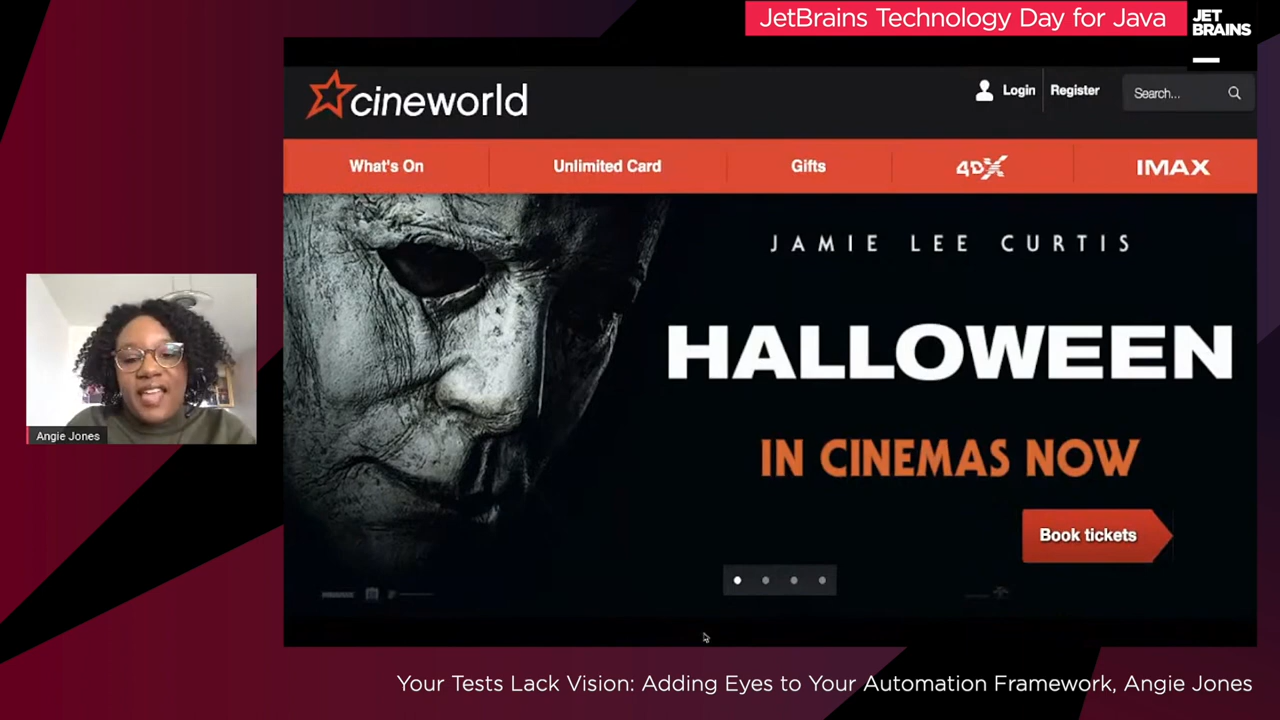 JetBrains Technology Day for Java
JET
BRAINS
cineworld
Login
Register
Search...
What's On
Unlimited Card
Gifts
4DX
IMAX
JAMIE LEE CURTIS
HALLOWEEN
IN CINEMAS NOW
Book tickets
Angie Jones
Your Tests Lack Vision: Adding Eyes to Your Automation Framework, Angie Jones